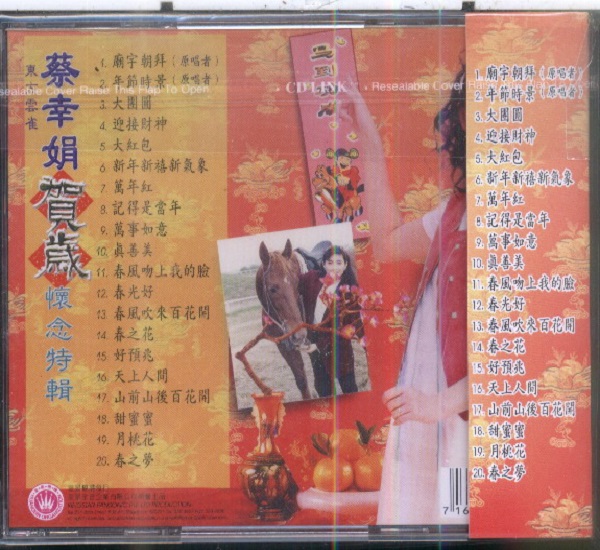 蔡幸娟
東方雲雀
賀歲
懷念特輯
1. 廟宇朝拜(原唱者)
2. 年節時景(原唱者)
3. 大團圓
4. 迎接財神
5. 大紅包
6. 新年新禧新氣象
7. 萬年紅
8. 記得是當年
9. 萬事如意
10. 眞善美
11. 春風吻上我的臉
12. 春光好
13. 春風吹來百花開
14. 春之花
15. 好預兆
16. 天上人間
17. 山前山後百花開
18. 甜蜜蜜
19. 月桃花
20. 春之夢
CD LINK
Resealable Cover Raise This Flap To Open
Resealable Cover Raise
716
1. 廟宇朝拜(原唱者)
2. 年節時景(原唱者)
3. 大團圓
4. 迎接財神
5. 大紅包
6. 新年新禧新氣象
7. 萬年紅
8. 記得是當年
9. 萬事如意
10. 眞善美
11. 春風吻上我的臉
12. 春光好
13. 春風吹來百花開
14. 春之花
15. 好預兆
16. 天上人間
17. 山前山後百花開
18. 甜蜜蜜
19. 月桃花
20. 春之夢